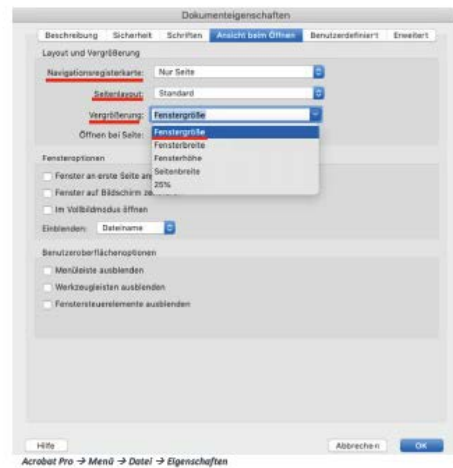 Dokumenteigenschaften
Beschreibung Sicherheit Schriften Ansicht beim Öffnen Benutzerdefiniert Erweitert
Layout und Vergrößerung
Navigationsregisterkarte: Nur Seite
Seitenlayout: Standard
Vergrößerung: Fenstergröße
Öffnen bei Seite: Fenstergröße
Fensterbreite
Fensterhöhe
Seitenbreite
25%
Fensteroptionen
Fenster an erste Seite
Fenster auf Bildschirm
Im Vollbildmodus öffnen
Einblenden: Dateiname
Benutzeroberflächenoptionen
Menüleiste ausblenden
Werkzeugleisten ausblenden
Fenstersteuerelemente ausblenden
Hilfe Abbrechen OK
Acrobat Pro → Menü → Datei → Eigenschaften